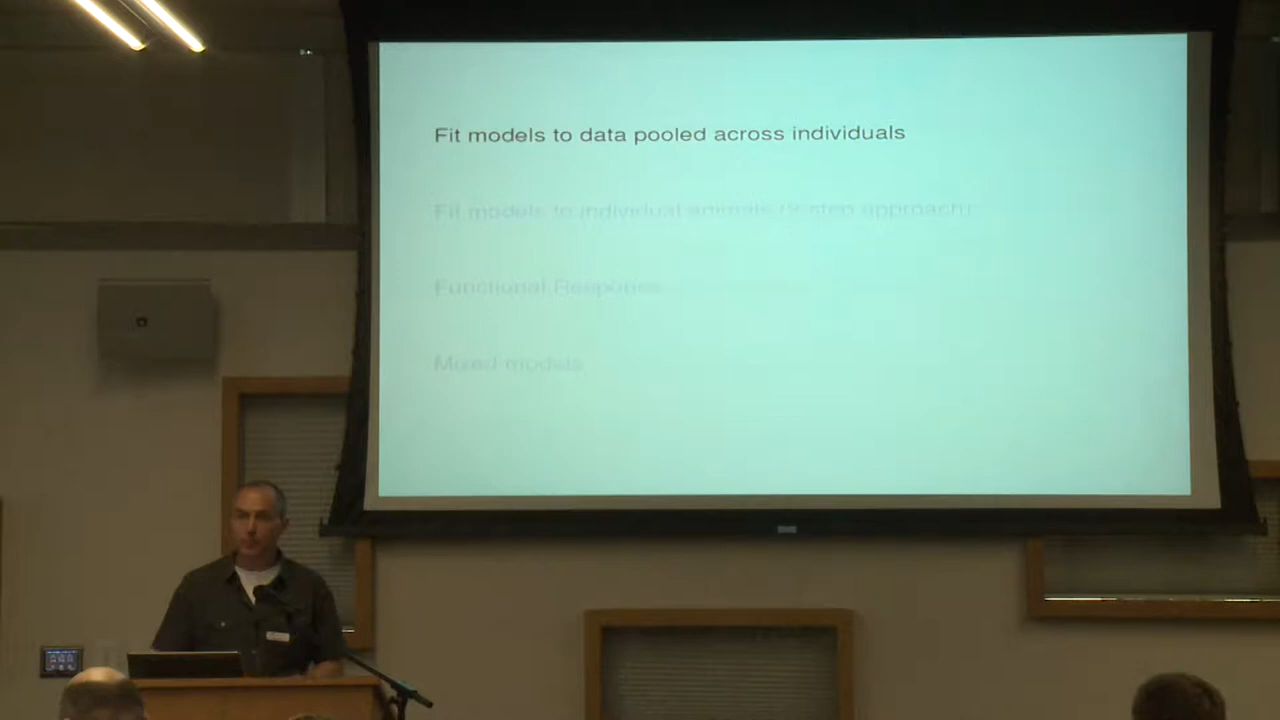 Fit models to data pooled across individuals
Fit models to individual animals (2-step approach)
Functional Response
Mixed models